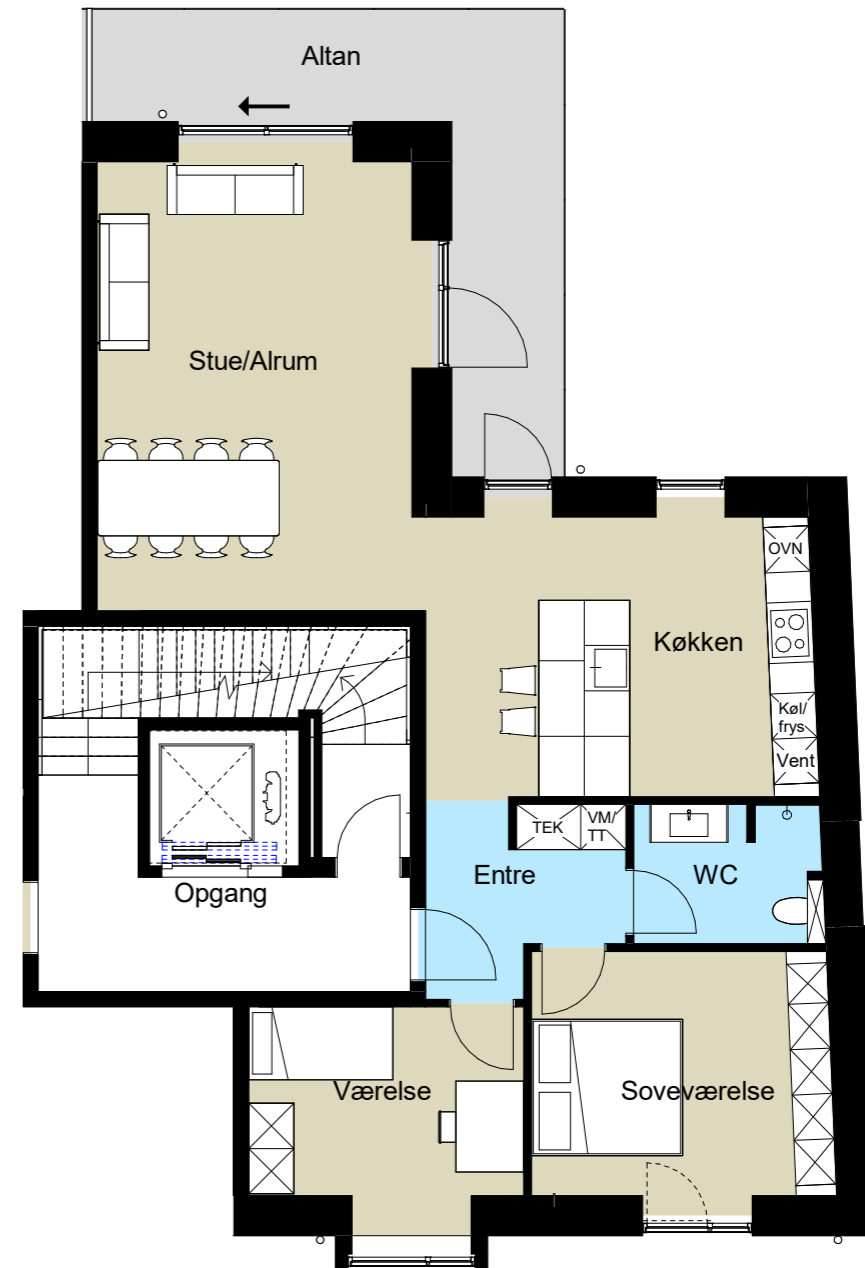 Altan
Stue/Alrum
OVN
Køkken
Køl/
frys
Vent
TEK
VM/
TT
Entre
WC
Opgang
Værelse
Soveværelse